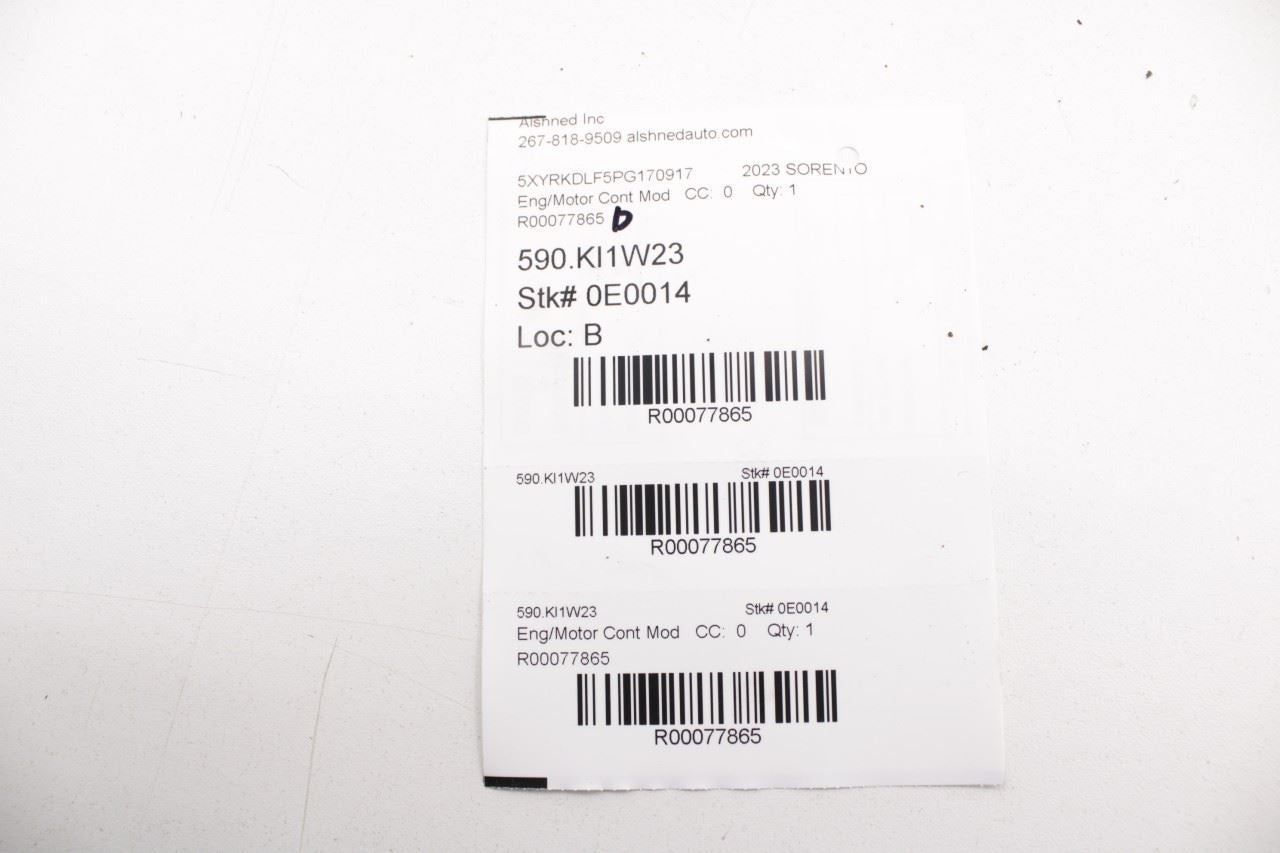 Alshned Inc
267-818-9509 alshnedauto.com
5XYRKDLF5PG170917 2023 SORENTO
Eng/Motor Cont Mod CC: 0 Qty: 1
R00077865 D
590.KI1W23
Stk# 0E0014
Loc: B
R00077865
590.KI1W23 Stk# 0E0014
R00077865
590.KI1W23 Stk# 0E0014
Eng/Motor Cont Mod CC: 0 Qty: 1
R00077865
R00077865